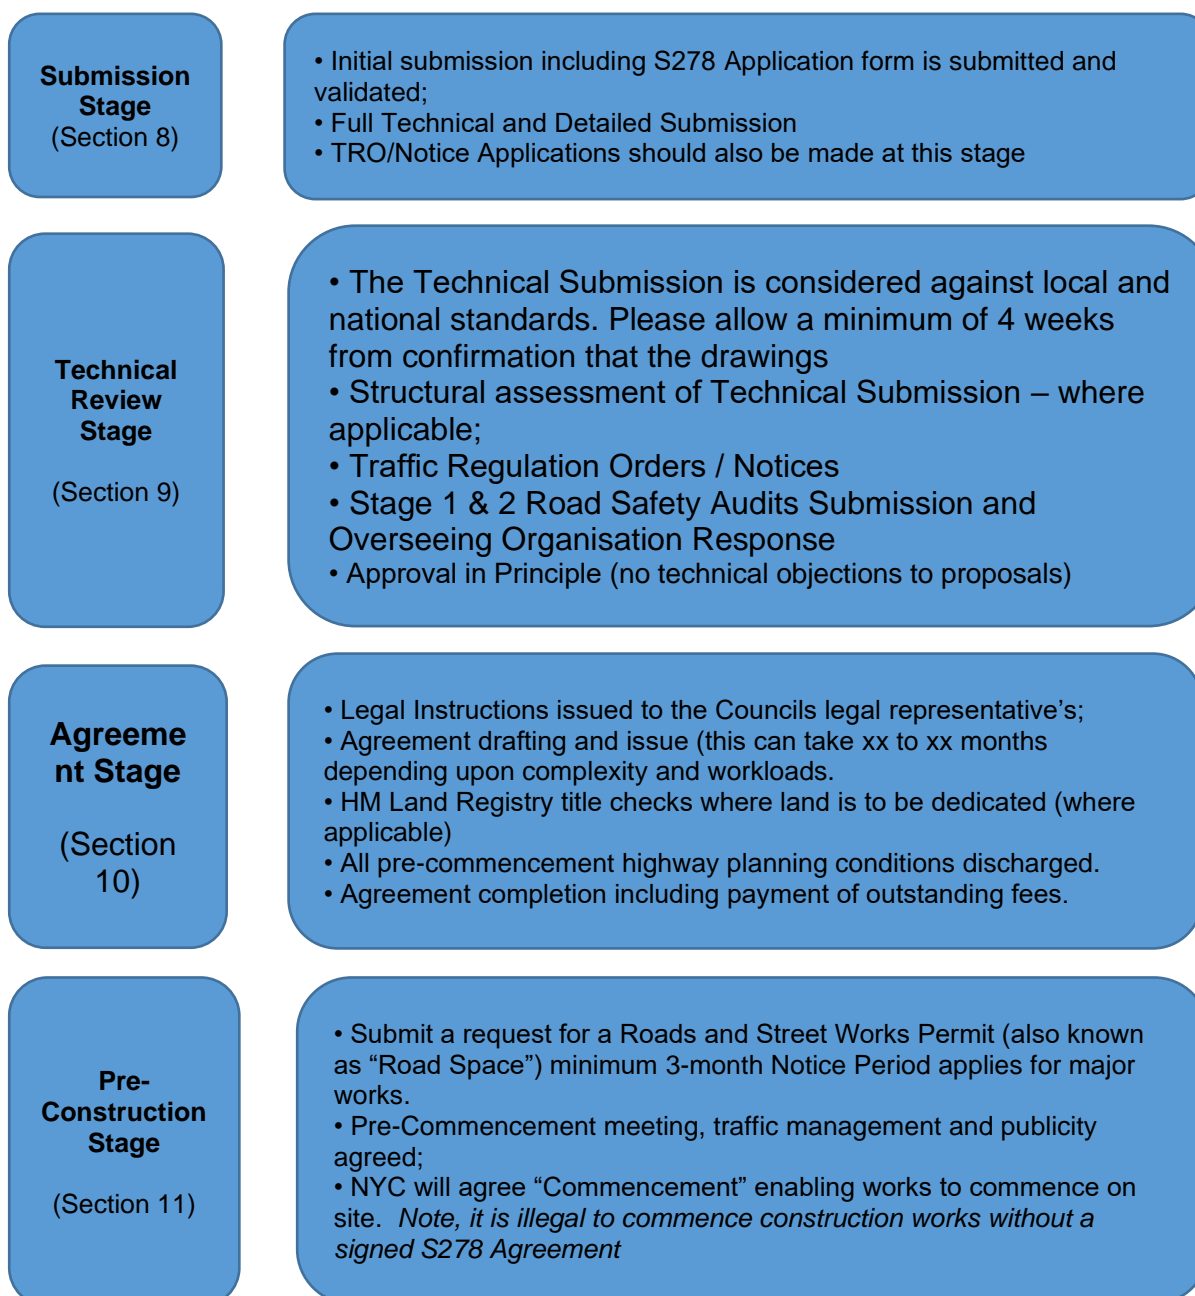 Submission
Stage
(Section 8)
• Initial submission including S278 Application form is submitted and
validated;
• Full Technical and Detailed Submission
• TRO/Notice Applications should also be made at this stage
Technical
Review
Stage
(Section 9)
• The Technical Submission is considered against local and
national standards. Please allow a minimum of 4 weeks
from confirmation that the drawings
• Structural assessment of Technical Submission – where
applicable;
• Traffic Regulation Orders / Notices
• Stage 1 & 2 Road Safety Audits Submission and
Overseeing Organisation Response
• Approval in Principle (no technical objections to proposals)
Agreeme
nt Stage
(Section
10)
• Legal Instructions issued to the Councils legal representative's;
• Agreement drafting and issue (this can take xx to xx months
depending upon complexity and workloads.
• HM Land Registry title checks where land is to be dedicated (where
applicable)
• All pre-commencement highway planning conditions discharged.
• Agreement completion including payment of outstanding fees.
Pre-
Construction
Stage
(Section 11)
• Submit a request for a Roads and Street Works Permit (also known
as “Road Space”) minimum 3-month Notice Period applies for major
works.
• Pre-Commencement meeting, traffic management and publicity
agreed;
• NYC will agree “Commencement” enabling works to commence on
site. Note, it is illegal to commence construction works without a
signed S278 Agreement